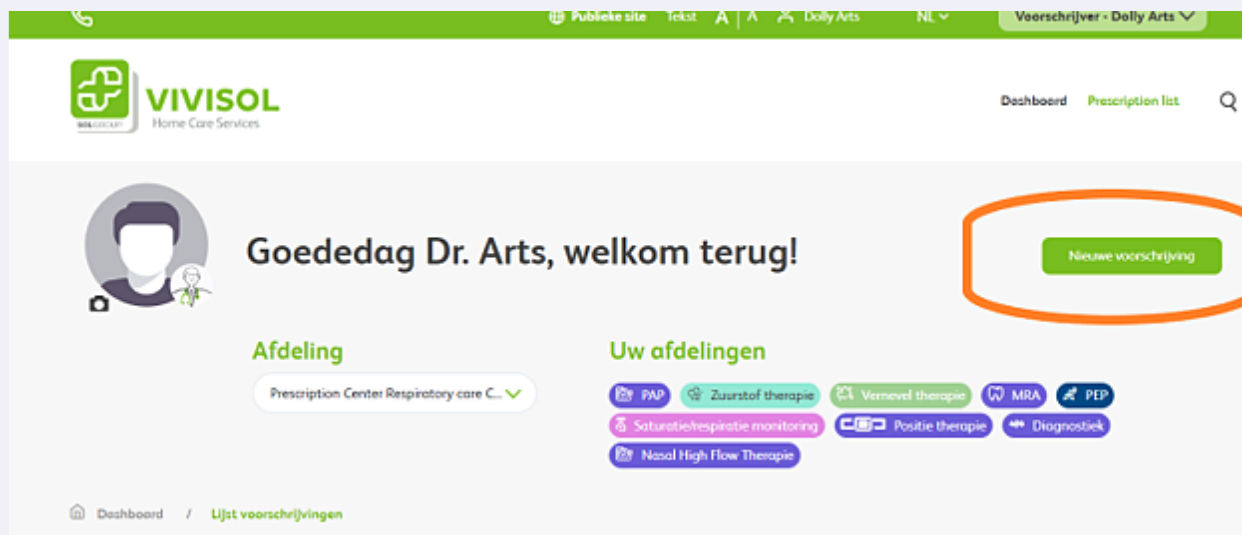 Publieke site Tekst A | A Dolly Arts NL Voorschrijver - Dolly Arts
VIVISOL
SOLGROUP
Home Care Services
Dashboard Prescription list
Goededag Dr. Arts, welkom terug!
Nieuwe voorschrijving
Afdeling
Prescription Center Respiratory care C...
Uw afdelingen
PAP Zuurstof therapie Vernevel therapie MRA PEP
Saturatie/respiratie monitoring Positie therapie Diagnostiek
Nasal High Flow Therapie
Dashboard / Lijst voorschrijvingen